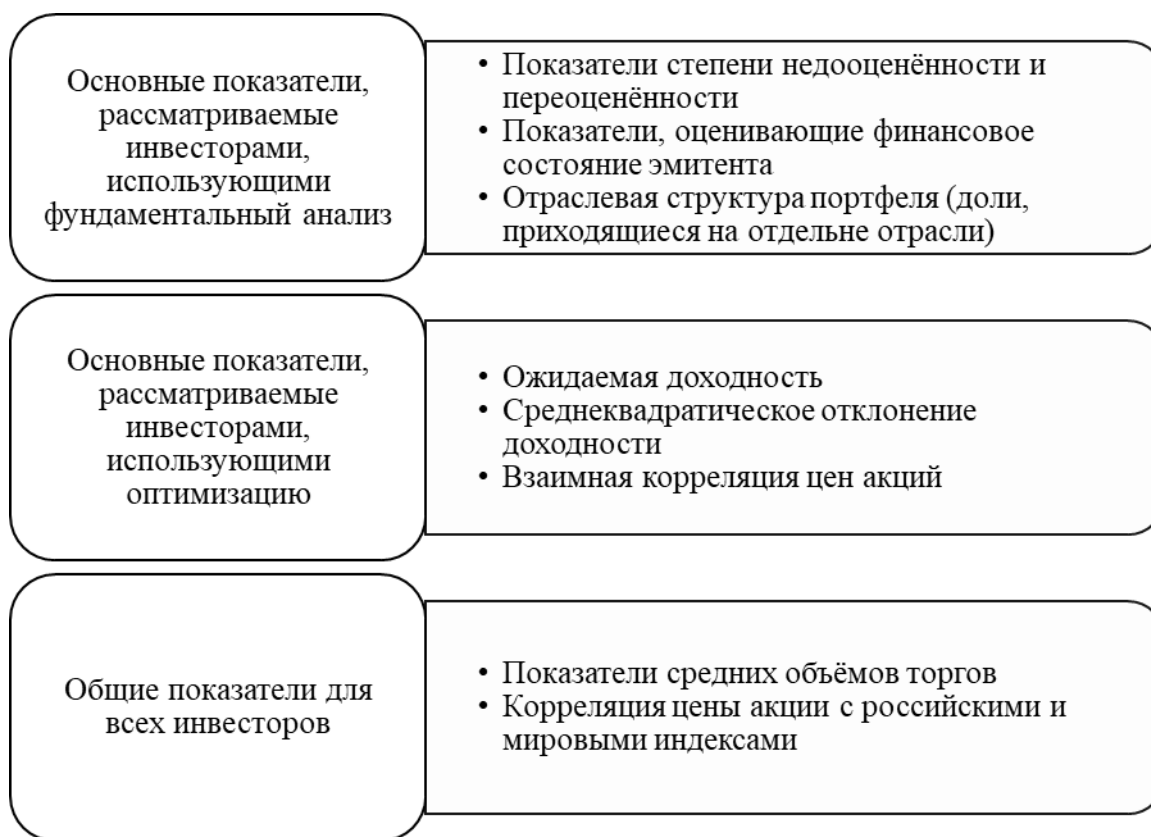 Основные показатели,
рассматриваемые
инвесторами,
использующими
фундаментальный анализ
• Показатели степени недооценённости и
переоценённости
• Показатели, оценивающие финансовое
состояние эмитента
• Отраслевая структура портфеля (доли,
приходящиеся на отдельне отрасли)
Основные показатели,
рассматриваемые
инвесторами,
использующими
оптимизацию
• Ожидаемая доходность
• Среднеквадратическое отклонение
доходности
• Взаимная корреляция цен акций
Общие показатели для
всех инвесторов
• Показатели средних объёмов торгов
• Корреляция цены акции с российскими и
мировыми индексами